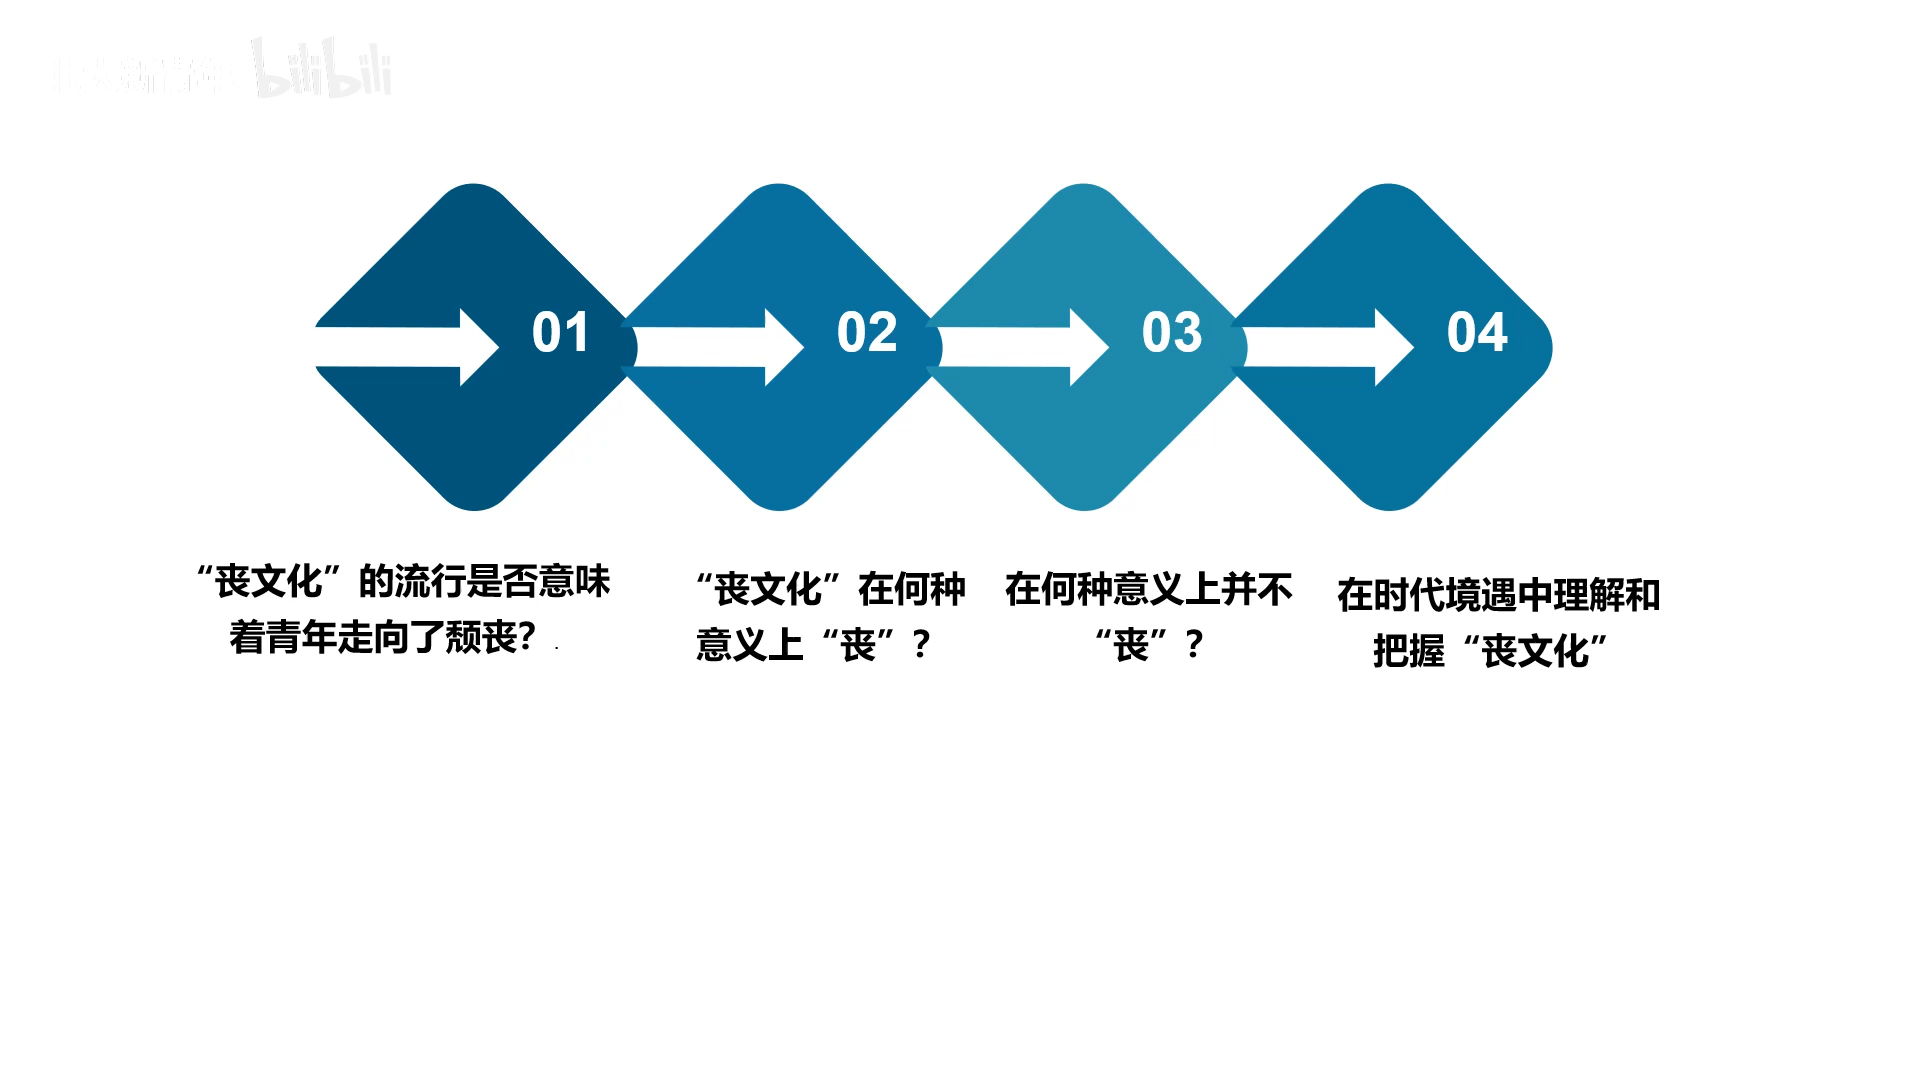 bilibili
01
02
03
04
“丧文化”的流行是否意味
着青年走向了颓丧？.
“丧文化”在何种
意义上“丧”？
在何种意义上并不
“丧”？
在时代境遇中理解和
把握“丧文化”